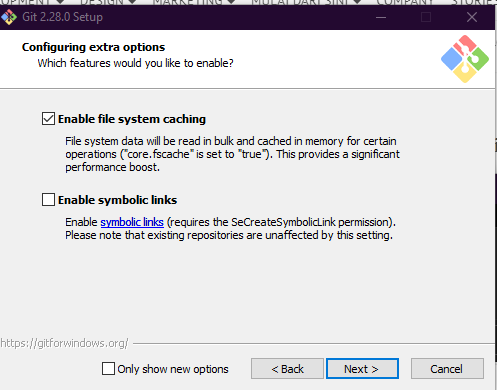 DEVELOPMENT
DESIGN
MARKETING
MULAI DARI SINI
COMPANY
STORIES
Git 2.28.0 Setup
Configuring extra options
Which features would you like to enable?
Enable file system caching
File system data will be read in bulk and cached in memory for certain
operations ("core.fscache" is set to "true"). This provides a significant
performance boost.
Enable symbolic links
Enable symbolic links (requires the SeCreateSymbolicLink permission).
Please note that existing repositories are unaffected by this setting.
https://gitforwindows.org/
Only show new options
< Back
Next >
Cancel